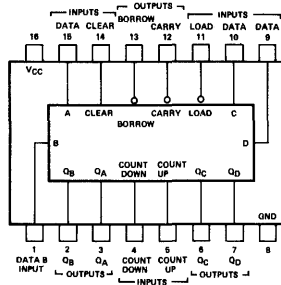 OUTPUTS
INPUTS
INPUTS
DATA CLEAR BORROW CARRY LOAD DATA DATA
16 15 14 13 12 11 10 9
VCC
A CLEAR CARRY LOAD C
BORROW
B D
QB QA COUNT DOWN COUNT UP QC QD
GND
1 2 3 4 5 6 7 8
DATA B INPUT QB QA COUNT DOWN COUNT UP QC QD
OUTPUTS OUTPUTS
INPUTS